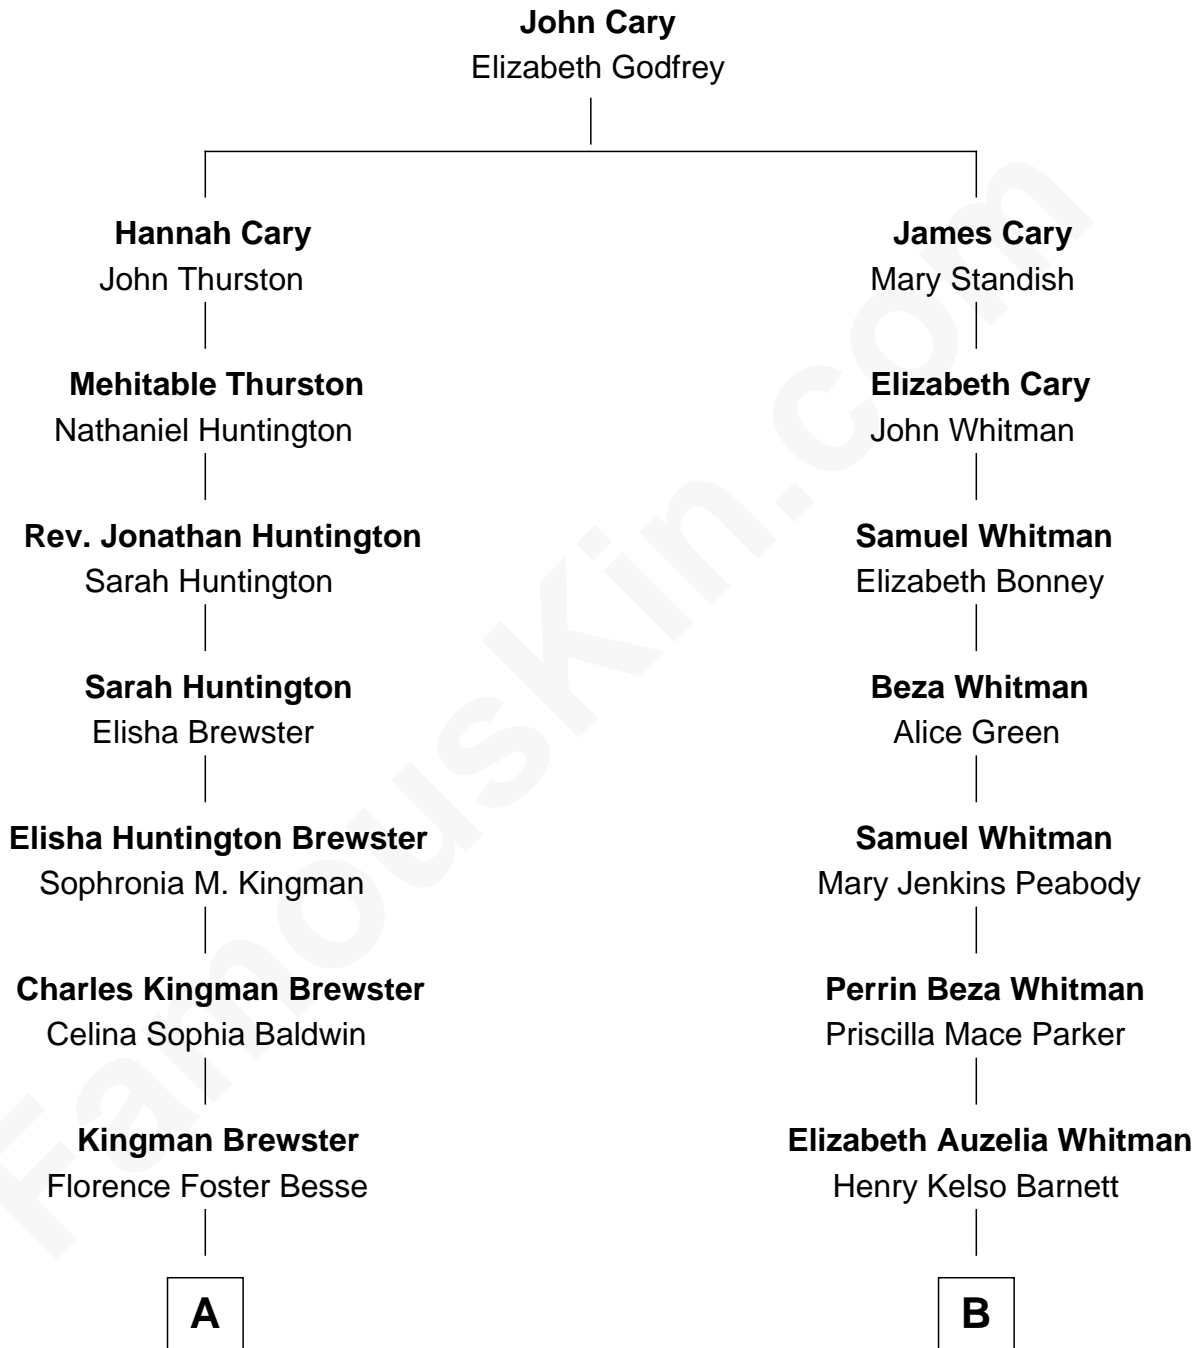 John Cary
Elizabeth Godfrey
Hannah Cary
John Thurston
James Cary
Mary Standish
Mehitable Thurston
Nathaniel Huntington
Elizabeth Cary
John Whitman
Rev. Jonathan Huntington
Sarah Huntington
Samuel Whitman
Elizabeth Bonney
Sarah Huntington
Elisha Brewster
Beza Whitman
Alice Green
Elisha Huntington Brewster
Sophronia M. Kingman
Samuel Whitman
Mary Jenkins Peabody
Charles Kingman Brewster
Celina Sophia Baldwin
Perrin Beza Whitman
Priscilla Mace Parker
Kingman Brewster
Florence Foster Besse
Elizabeth Auzelia Whitman
Henry Kelso Barnett
A
B
FamousKin.com